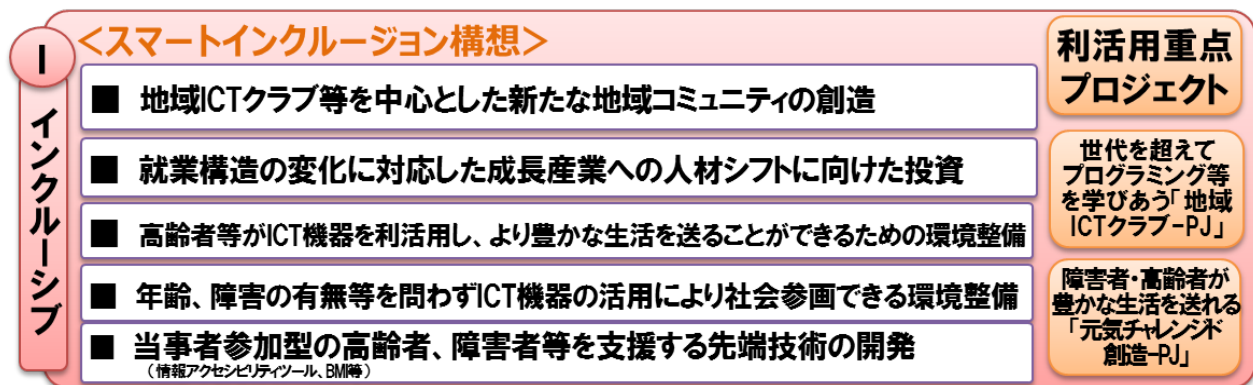 I
インクルーシブ
<スマートインクルージョン構想>
■ 地域ICTクラブ等を中心とした新たな地域コミュニティの創造
■ 就業構造の変化に対応した成長産業への人材シフトに向けた投資
■ 高齢者等がICT機器を利活用し、より豊かな生活を送ることができるための環境整備
■ 年齢、障害の有無等を問わずICT機器の活用により社会参画できる環境整備
■ 当事者参加型の高齢者、障害者等を支援する先端技術の開発
(情報アクセシビリティツール、BMI等)
利活用重点
プロジェクト
世代を超えて
プログラミング等
を学びあう「地域
ICTクラブ-PJ」
障害者・高齢者が
豊かな生活を送れる
「元気チャレンジド
創造-PJ」